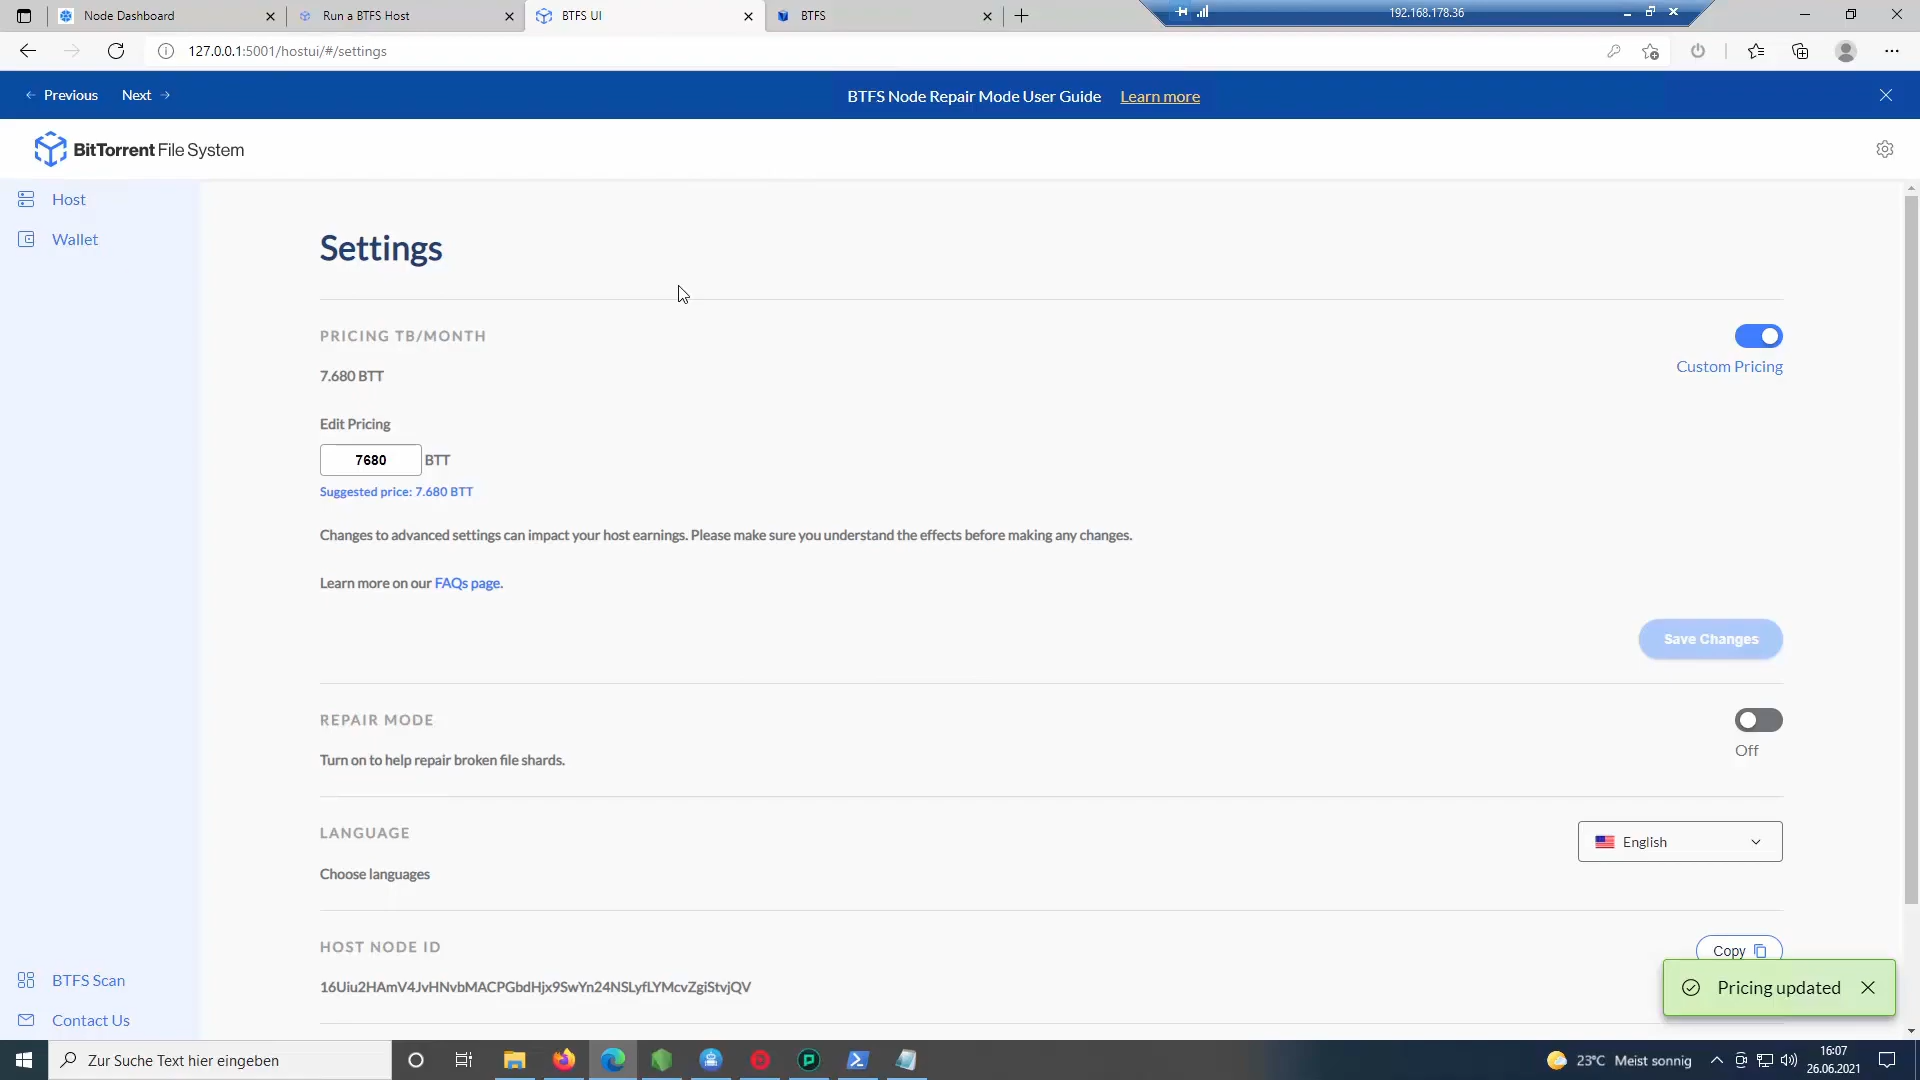 Node Dashboard
Run a BTFS Host
BTFS UI
BTFS
192.168.178.36
127.0.0.1:5001/hostui/#/settings
Previous
Next
BTFS Node Repair Mode User Guide Learn more
BitTorrent File System
Host
Wallet
Settings
PRICING TB/MONTH
Custom Pricing
7.680 BTT
Edit Pricing
7680 BTT
Suggested price: 7.680 BTT
Changes to advanced settings can impact your host earnings. Please make sure you understand the effects before making any changes.
Learn more on our FAQs page.
Save Changes
REPAIR MODE
Off
Turn on to help repair broken file shards.
LANGUAGE
English
Choose languages
HOST NODE ID
Copy
16Uiu2HAmV4JvHNvbMACPGbdHjx9SwYn24NSLyfLYMcvZgiStvjQV
Pricing updated
BTFS Scan
Contact Us
Zur Suche Text hier eingeben
23°C Meist sonnig
16:07
26.06.2021